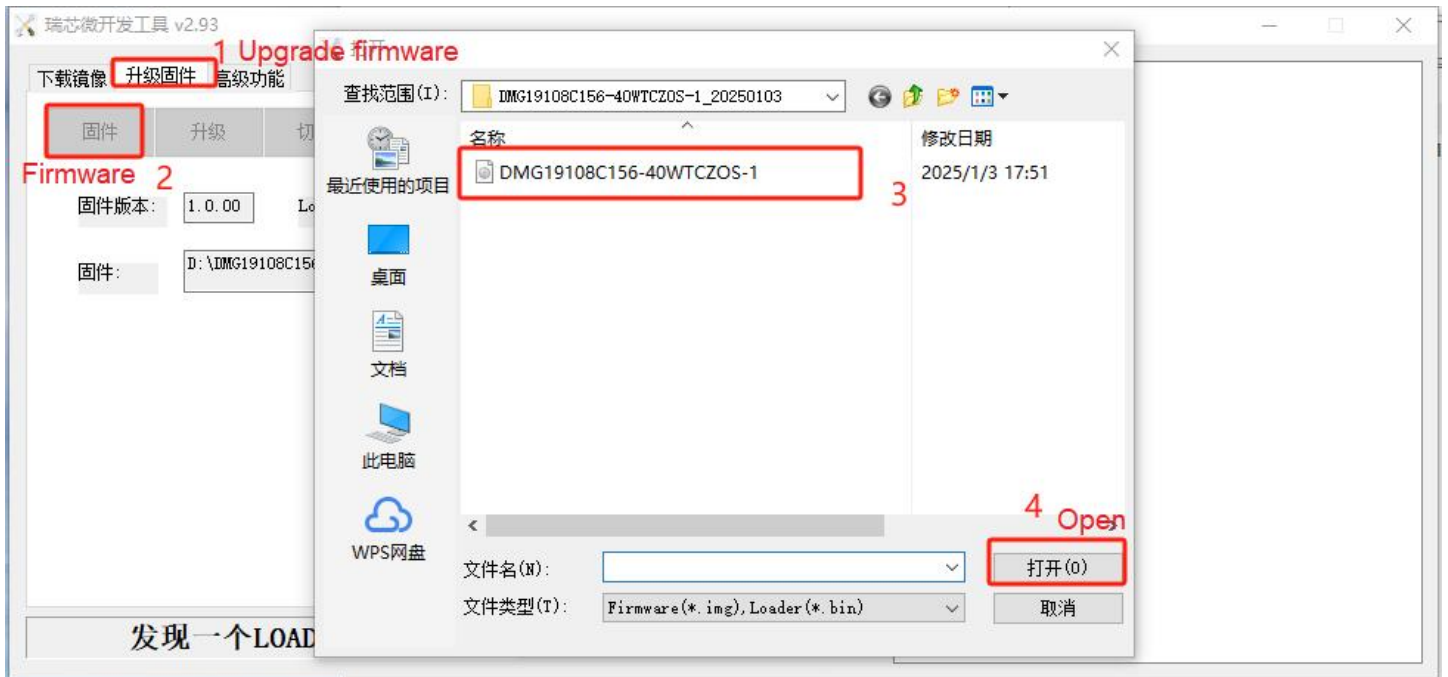 瑞芯微开发工具 v2.93
1 Upgrade firmware
下载镜像 升级固件 高级功能
固件 升级 切
Firmware 2
固件版本: 1.0.00 Lo
固件: D:\DMG19108C156
发现一个LOAD
查找范围(I): DMG19108C156-40WTCZOS-1_20250103
名称 修改日期
DMG19108C156-40WTCZOS-1 2025/1/3 17:51
3
最近使用的项目
桌面
文档
此电脑
WPS网盘
4 Open
文件名(N): 打开(O)
文件类型(T): Firmware(*.img),Loader(*.bin) 取消